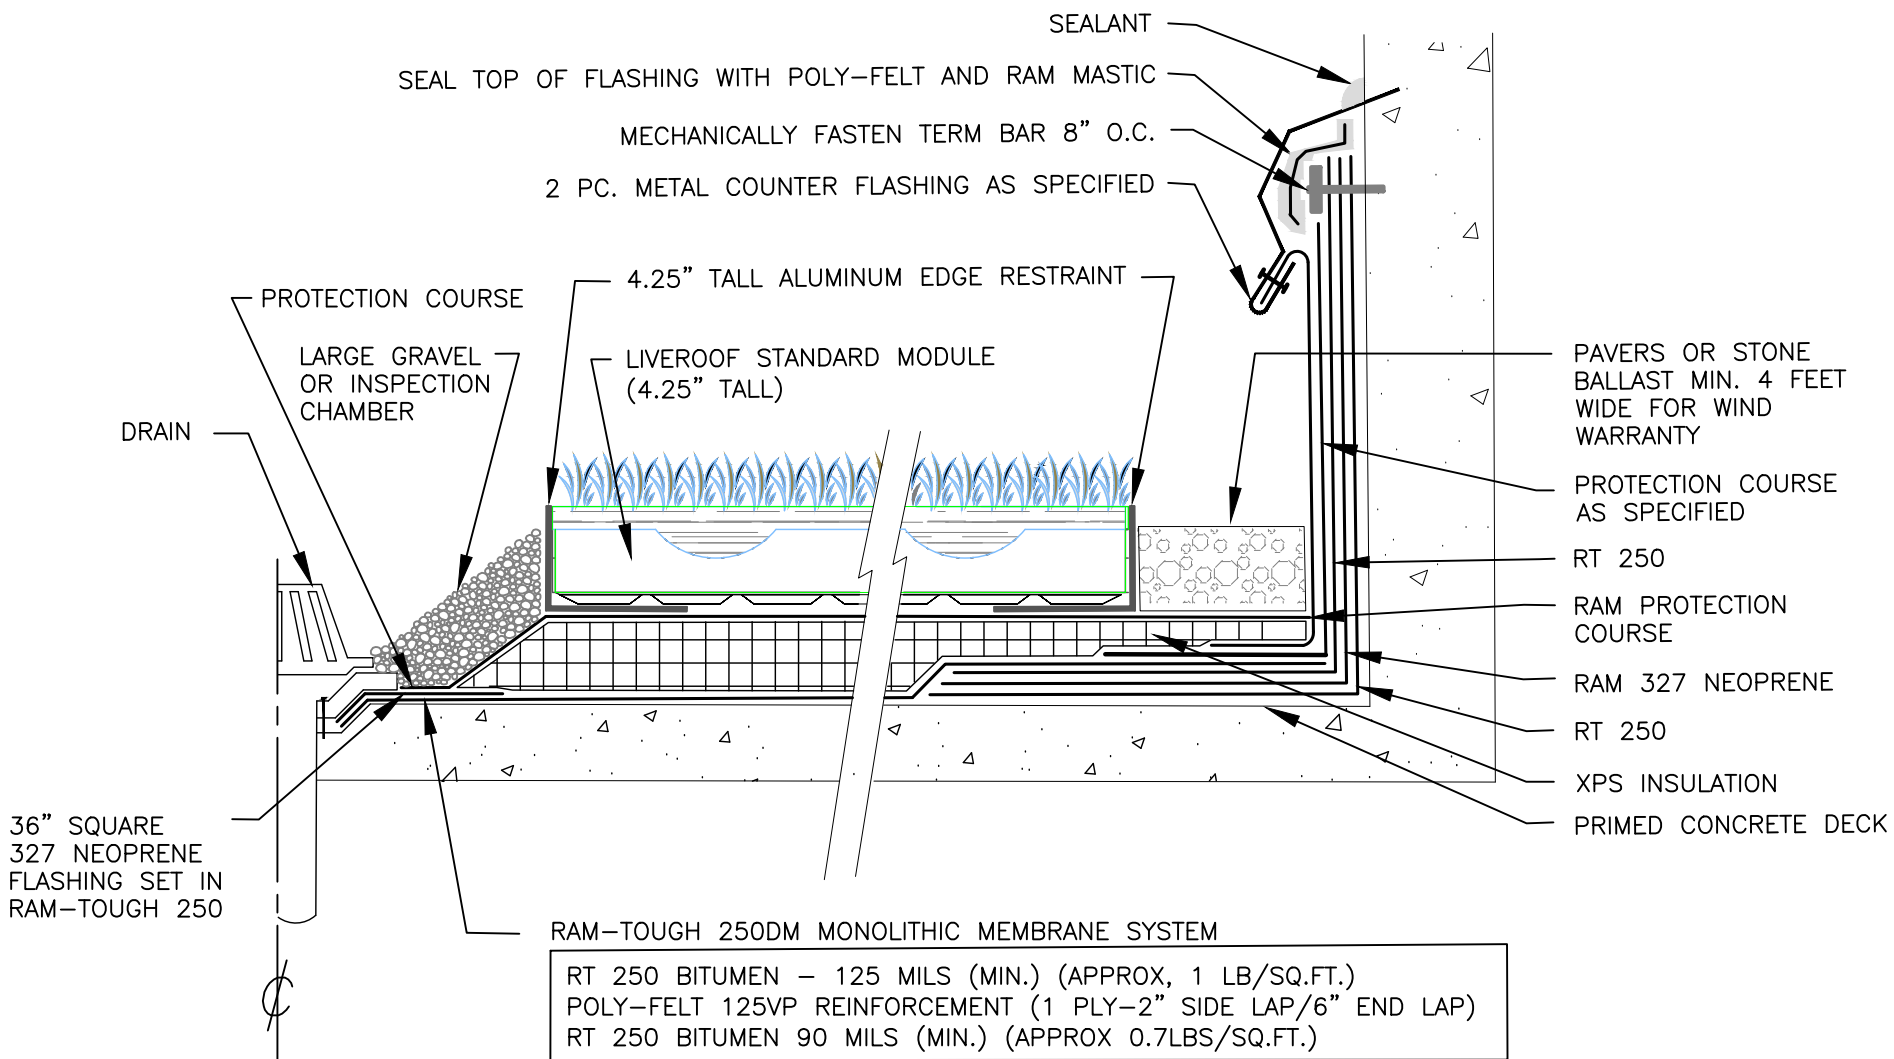 SEALANT
SEAL TOP OF FLASHING WITH POLY-FELT AND RAM MASTIC
MECHANICALLY FASTEN TERM BAR 8" O.C.
2 PC. METAL COUNTER FLASHING AS SPECIFIED
4.25" TALL ALUMINUM EDGE RESTRAINT
PROTECTION COURSE
LARGE GRAVEL
OR INSPECTION
CHAMBER
LIVEROOF STANDARD MODULE
(4.25" TALL)
DRAIN
PAVERS OR STONE
BALLAST MIN. 4 FEET
WIDE FOR WIND
WARRANTY
PROTECTION COURSE
AS SPECIFIED
RT 250
RAM PROTECTION
COURSE
RAM 327 NEOPRENE
RT 250
XPS INSULATION
PRIMED CONCRETE DECK
36" SQUARE
327 NEOPRENE
FLASHING SET IN
RAM-TOUGH 250
RAM-TOUGH 250DM MONOLITHIC MEMBRANE SYSTEM
RT 250 BITUMEN - 125 MILS (MIN.) (APPROX, 1 LB/SQ.FT.)
POLY-FELT 125VP REINFORCEMENT (1 PLY-2" SIDE LAP/6" END LAP)
RT 250 BITUMEN 90 MILS (MIN.) (APPROX 0.7LBS/SQ.FT.)
℄